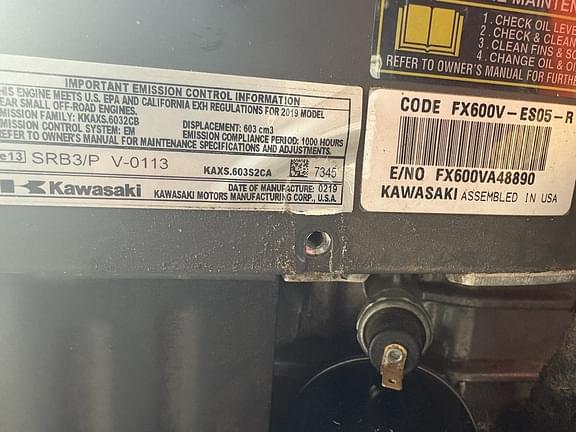 MAINTEN
1. CHECK OIL LEVE
2. CHECK & CLEAN
3. CLEAN FINS & S
4. CHANGE OIL & O
REFER TO OWNER'S MANUAL FOR FURTH
IMPORTANT EMISSION CONTROL INFORMATION
THIS ENGINE MEETS U.S. EPA AND CALIFORNIA EXH REGULATIONS FOR 2019 MODEL
YEAR SMALL OFF-ROAD ENGINES.
EMISSION FAMILY: KKAXS.6032CB
DISPLACEMENT: 603 cm3
EMISSION CONTROL SYSTEM: EM
EMISSION COMPLIANCE PERIOD: 1000 HOURS
REFER TO OWNER'S MANUAL FOR MAINTENANCE SPECIFICATIONS AND ADJUSTMENTS.
e13 SRB3/P V-0113
KAXS.603S2CA
7345
Kawasaki
DATE OF MANUFACTURE: 0219
KAWASAKI MOTORS MANUFACTURING CORP., U.S.A.
CODE FX600V-ES05-R
E/NO FX600VA48890
KAWASAKI ASSEMBLED IN USA